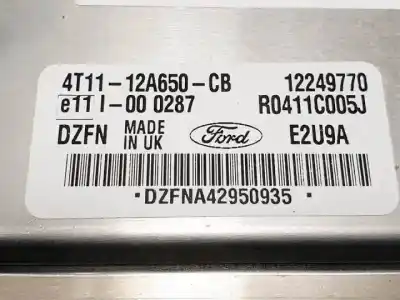 4T11-12A650-CB 12249770
e11 I-00 0287 R0411C005J
DZFN MADE IN UK Ford E2U9A
· DZFNA42950935 ·